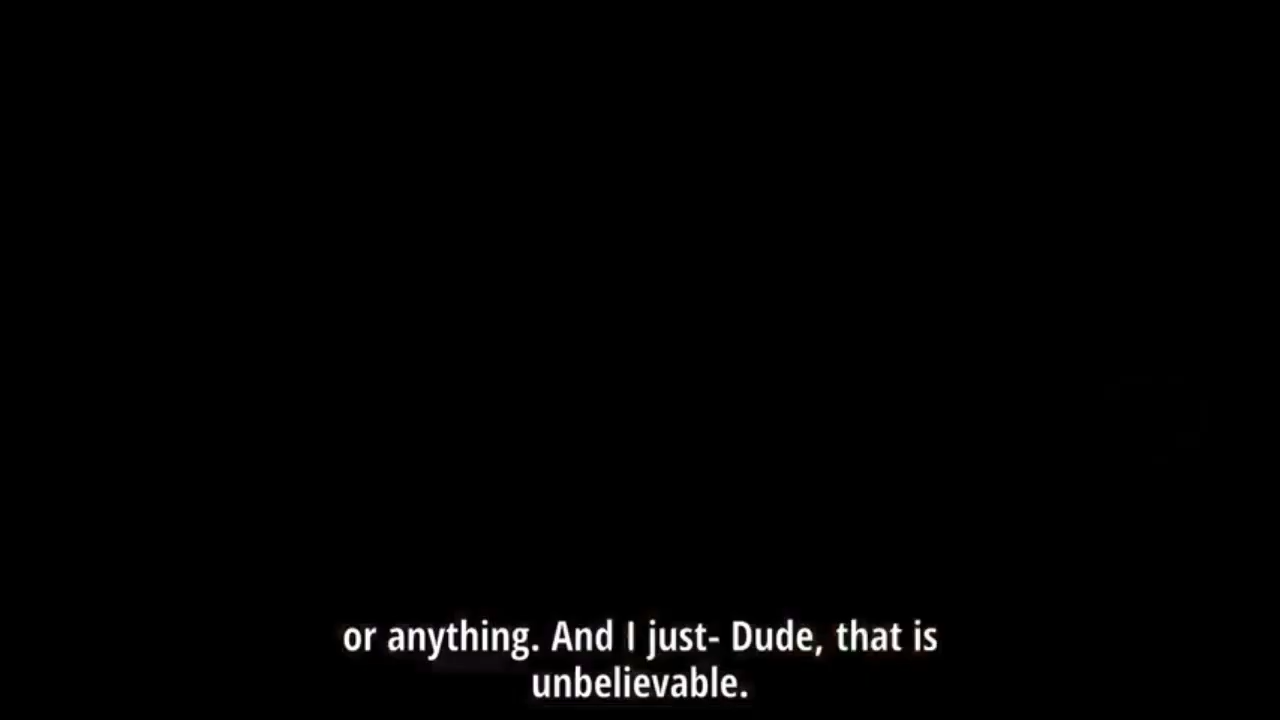 or anything. And I just- Dude, that is
unbelievable.